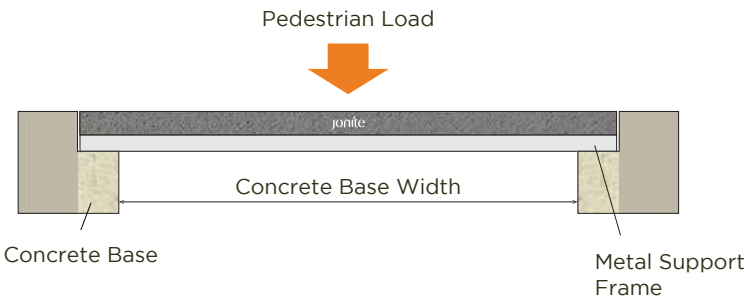 Pedestrian Load
jonite
Concrete Base Width
Concrete Base
Metal Support
Frame